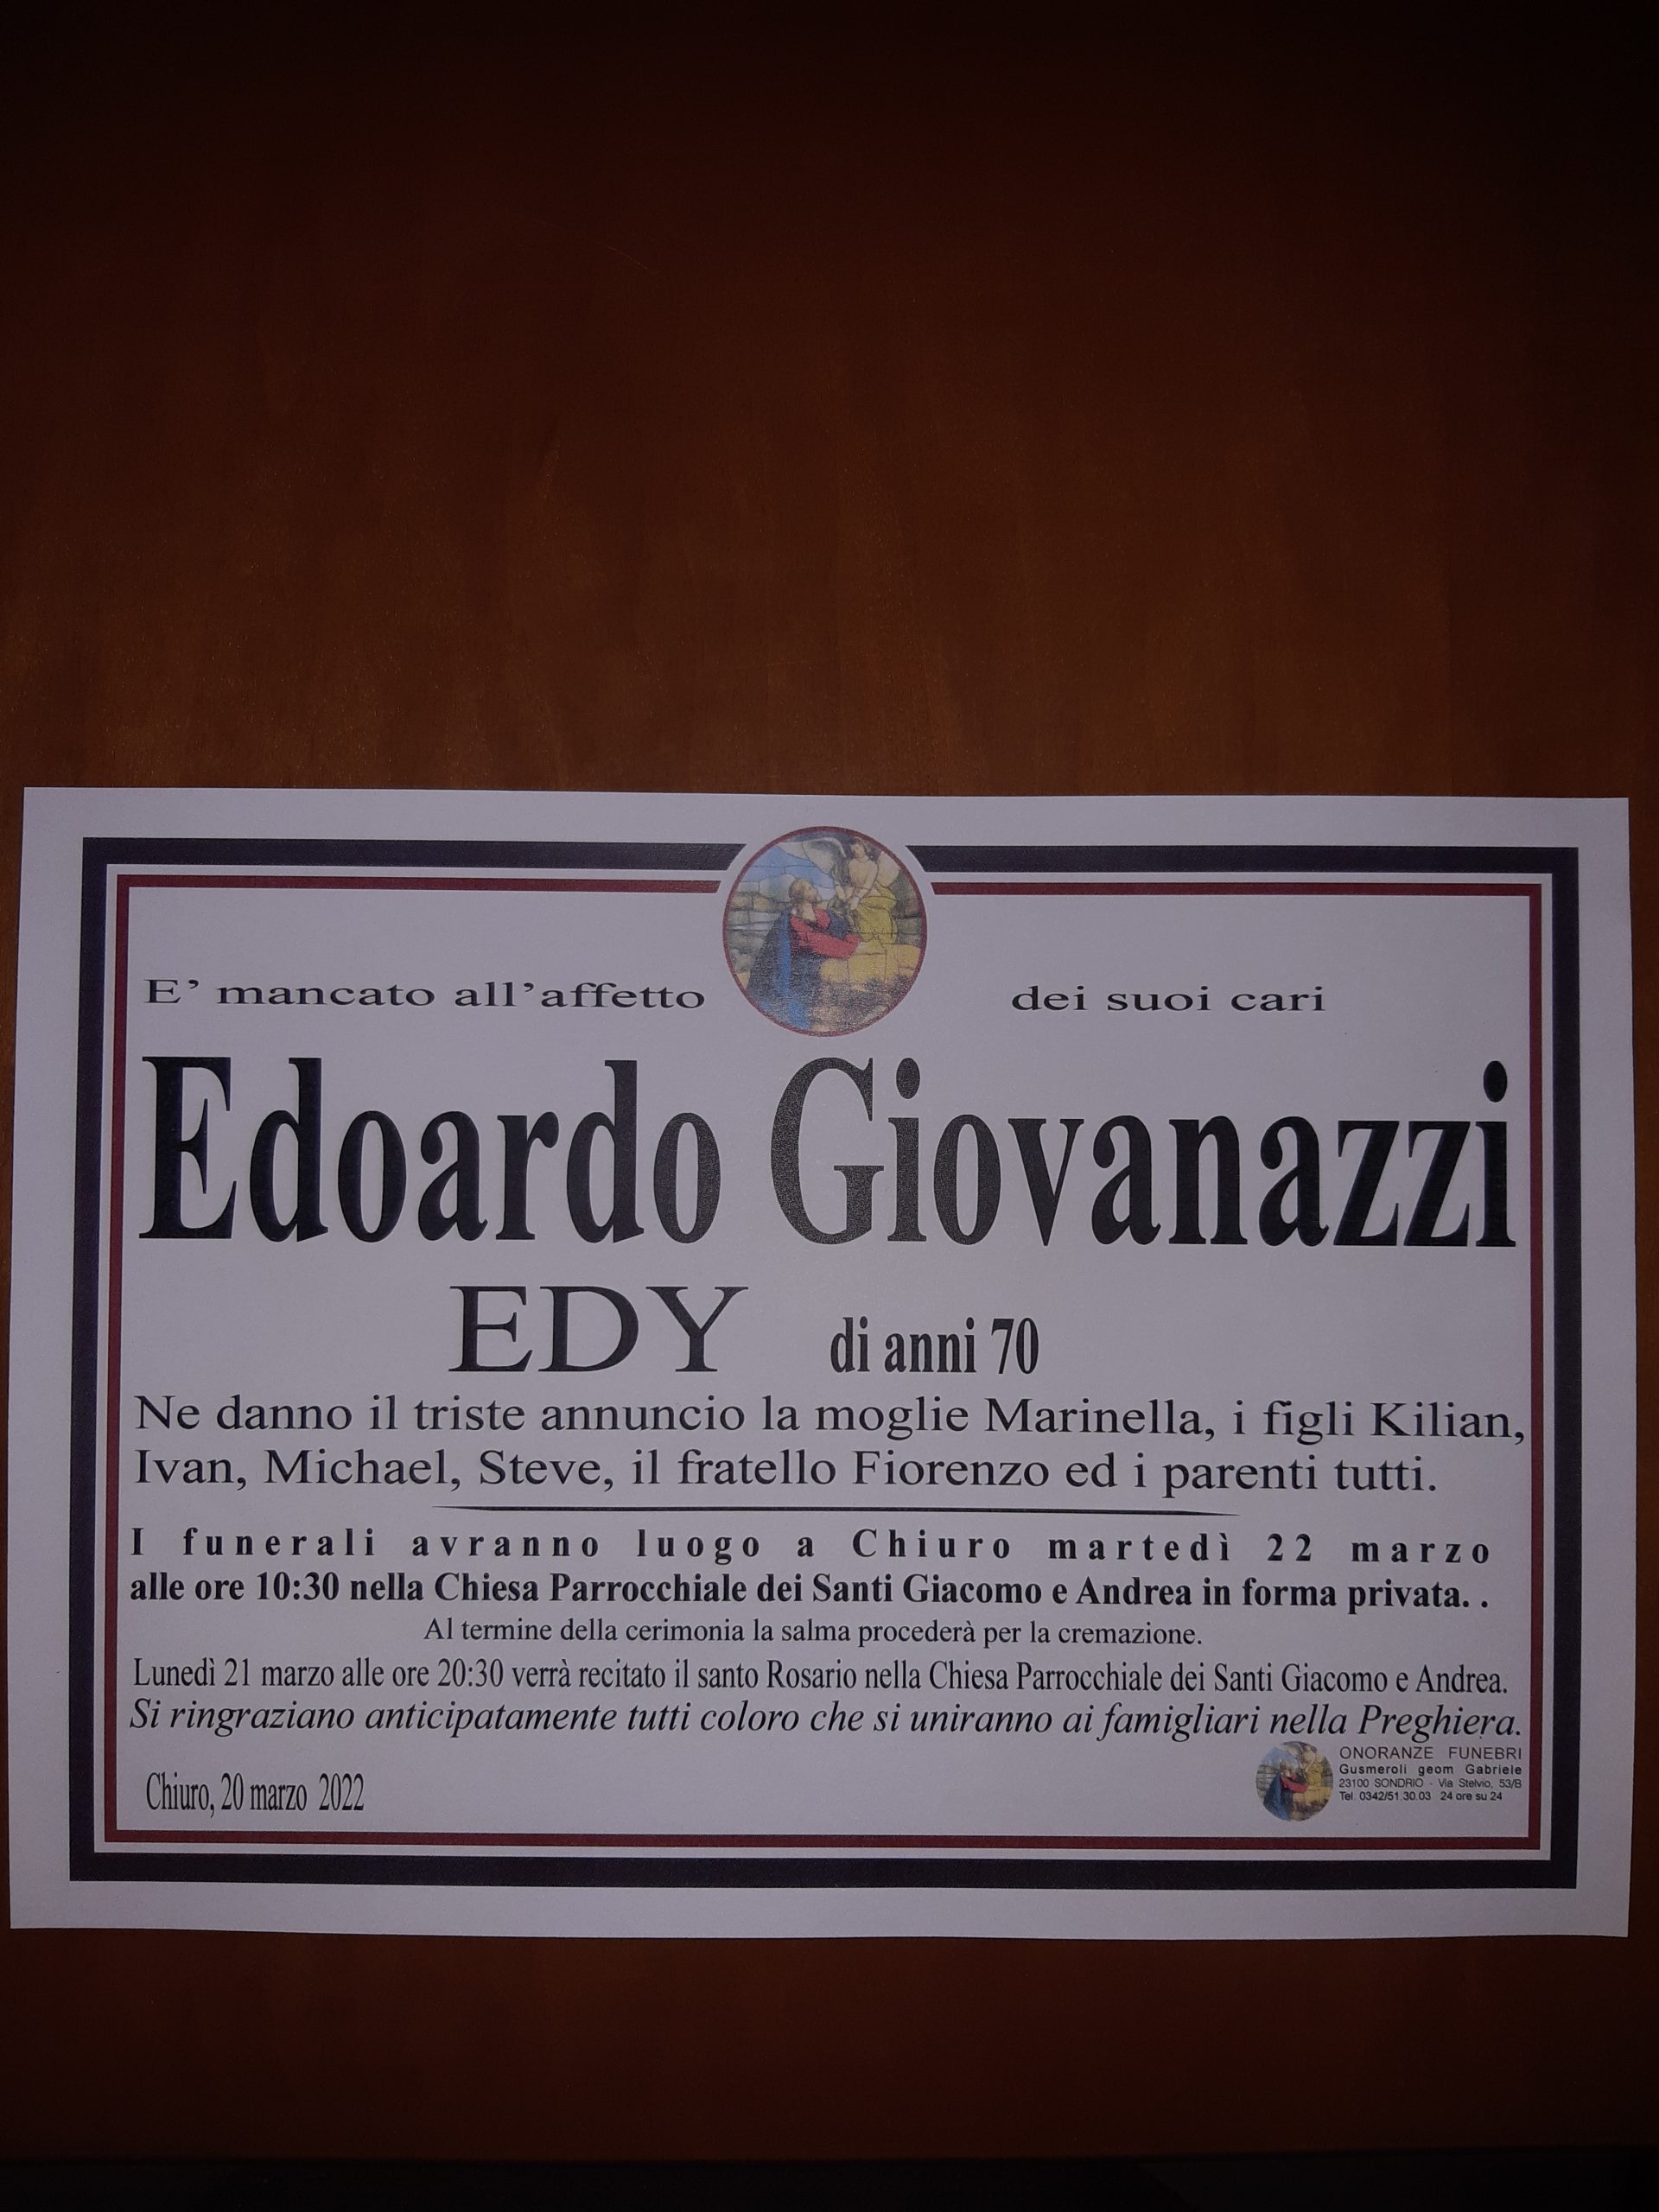 E' mancato all'affetto dei suoi cari
Edoardo Giovanazzi
EDY di anni 70
Ne danno il triste annuncio la moglie Marinella, i figli Kilian,
Ivan, Michael, Steve, il fratello Fiorenzo ed i parenti tutti.
I funerali avranno luogo a Chiuro martedì 22 marzo
alle ore 10:30 nella Chiesa Parrocchiale dei Santi Giacomo e Andrea in forma privata. .
Al termine della cerimonia la salma procederà per la cremazione.
Lunedì 21 marzo alle ore 20:30 verrà recitato il santo Rosario nella Chiesa Parrocchiale dei Santi Giacomo e Andrea.
Si ringraziano anticipatamente tutti coloro che si uniranno ai famigliari nella Preghiera.
Chiuro, 20 marzo 2022
ONORANZE FUNEBRI
Gusmeroli geom Gabriele
23100 SONDRIO - Via Stelvio, 53/B
Tel. 0342/51.30.03 24 ore su 24